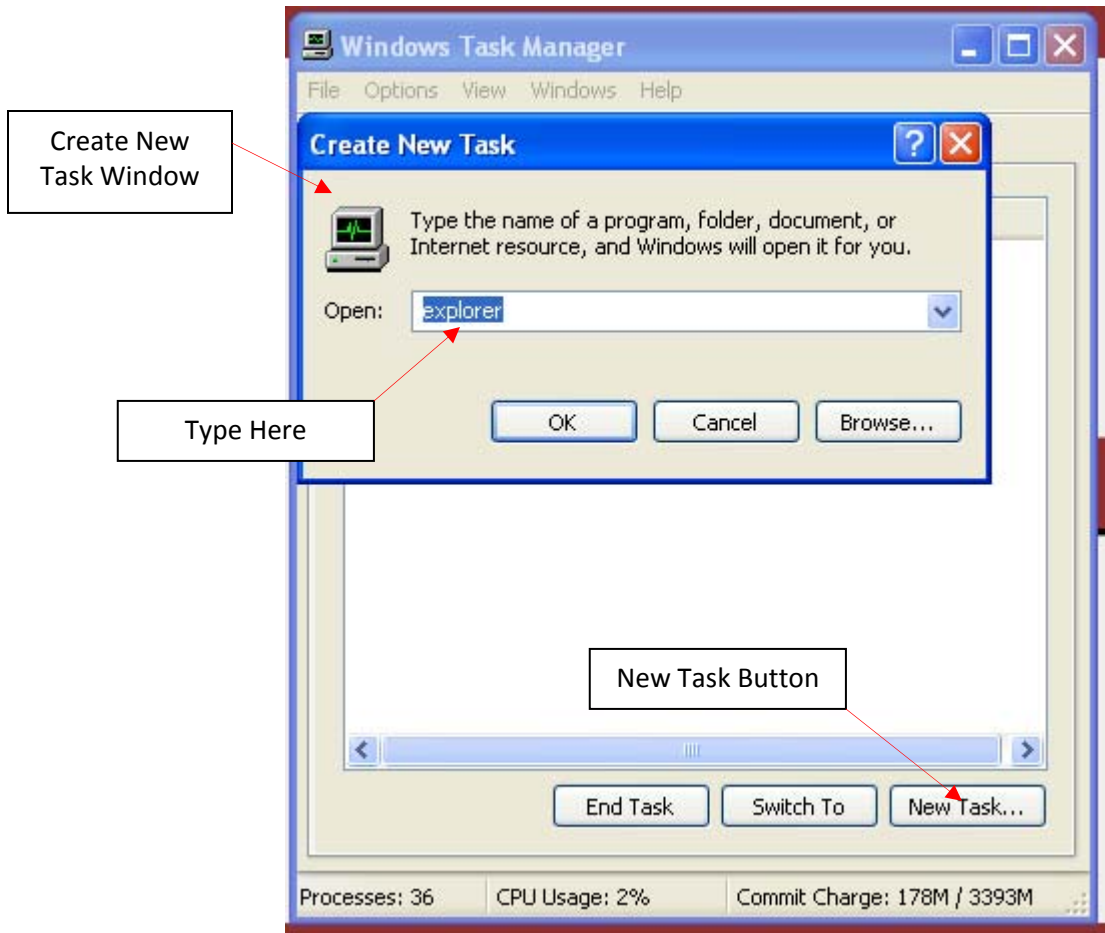 Windows Task Manager
File Options View Windows Help
Create New
Task Window
Create New Task
Type the name of a program, folder, document, or
Internet resource, and Windows will open it for you.
Open: explorer
Type Here
OK Cancel Browse...
New Task Button
End Task Switch To New Task...
Processes: 36 CPU Usage: 2% Commit Charge: 178M / 3393M